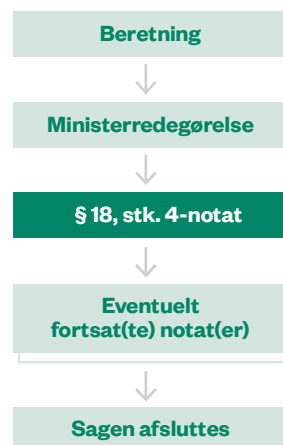 Beretning
Ministerredegørelse
§ 18, stk. 4-notat
Eventuelt
fortsat(te) notat(er)
Sagen afsluttes